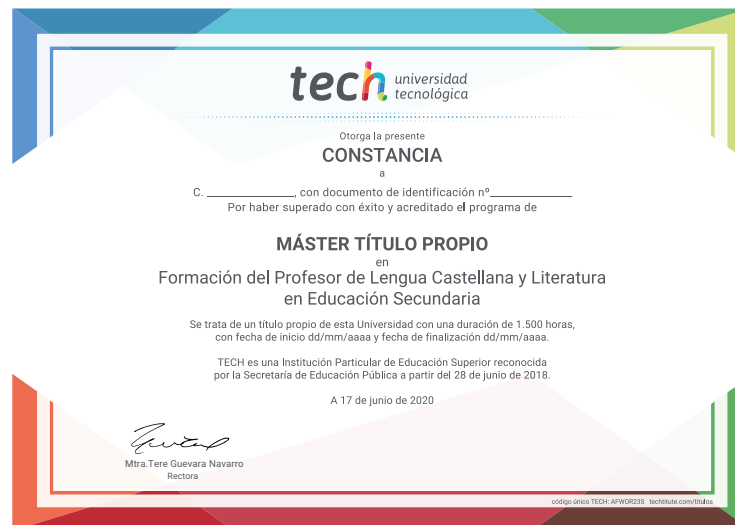 tech universidad
tecnológica
Otorga la presente
CONSTANCIA
a
C. ________________, con documento de identificación nº_______________
Por haber superado con éxito y acreditado el programa de
MÁSTER TÍTULO PROPIO
en
Formación del Profesor de Lengua Castellana y Literatura
en Educación Secundaria
Se trata de un título propio de esta Universidad con una duración de 1.500 horas,
con fecha de inicio dd/mm/aaaa y fecha de finalización dd/mm/aaaa.
TECH es una Institución Particular de Educación Superior reconocida
por la Secretaría de Educación Pública a partir del 28 de junio de 2018.
A 17 de junio de 2020
Mtra.Tere Guevara Navarro
Rectora
código único TECH: AFWOR23S techtitute.com/titulos